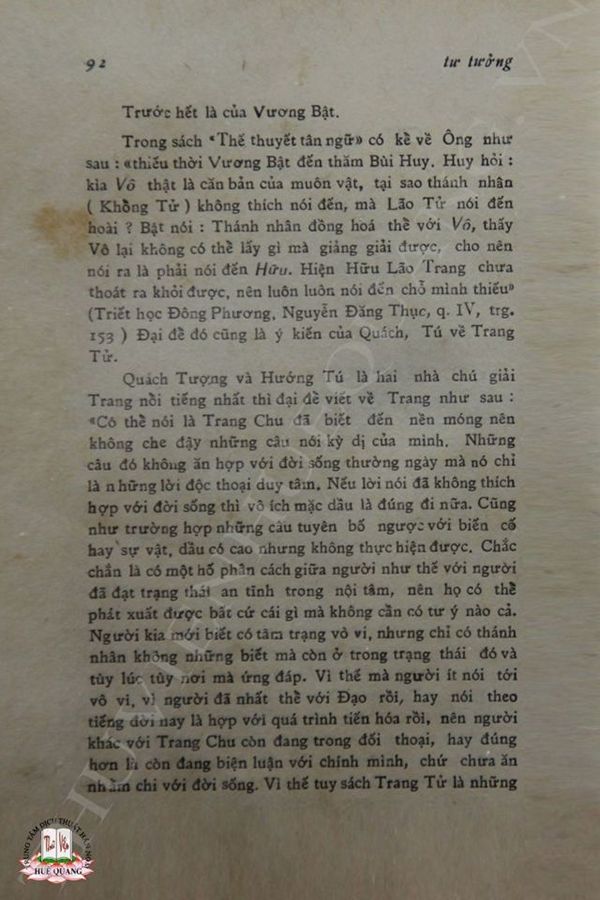 92 tư tưởng
Trước hết là của Vương Bật.
Trong sách «Thế thuyết tân ngữ» có kể về Ông như
sau : «thiếu thời Vương Bật đến thăm Bùi Huy. Huy hỏi :
kìa Vô thật là căn bản của muôn vật, tại sao thánh nhân
( Khổng Tử ) không thích nói đến, mà Lão Tử nói đến
hoài ? Bật nói : Thánh nhân đồng hoá thể với Vô, thấy
Vô lại không có thể lấy gì mà giảng giải được, cho nên
nói ra là phải nói đến Hữu. Hiện Hữu Lão Trang chưa
thoát ra khỏi được, nên luôn luôn nói đến chỗ mình thiếu»
(Triết học Đông Phương, Nguyễn Đăng Thục, q. IV, trg.
153 ) Đại đề đó cũng là ý kiến của Quách, Tú về Trang
Tử.
Quách Tượng và Hướng Tú là hai nhà chú giải
Trang nổi tiếng nhất thì đại đề viết về Trang như sau :
«Có thể nói là Trang Chu đã biết đến nền móng nên
không che đậy những câu nói kỳ dị của mình. Những
câu đó không ăn hợp với đời sống thường ngày mà nó chỉ
là những lời độc thoại duy tâm. Nếu lời nói đã không thích
hợp với đời sống thì vô ích mặc dầu là đúng đi nữa. Cũng
như trường hợp những câu tuyên bố ngược với biến cố
hay sự vật, dầu có cao nhưng không thực hiện được. Chắc
chắn là có một hố phân cách giữa người như thế với người
đã đạt trạng thái an tĩnh trong nội tâm, nên họ có thể
phát xuất được bất cứ cái gì mà không cần có tư ý nào cả.
Người kia mới biết có tâm trạng vô vi, nhưng chỉ có thánh
nhân không những biết mà còn ở trong trạng thái đó và
tùy lúc tùy nơi mà ứng đáp. Vì thế mà người ít nói tới
vô vi, vì người đã nhất thể với Đạo rồi, hay nói theo
tiếng đời nay là hợp với quá trình tiến hóa rồi, nên người
khác với Trang Chu còn đang trong đối thoại, hay đúng
hơn là còn đang biện luận với chính mình, chứ chưa ăn
nhằm chi với đời sống. Vì thế tuy sách Trang Tử là những
TRUNG TÂM DỊCH THUẬT HÁN NÔM
HUỆ QUANG